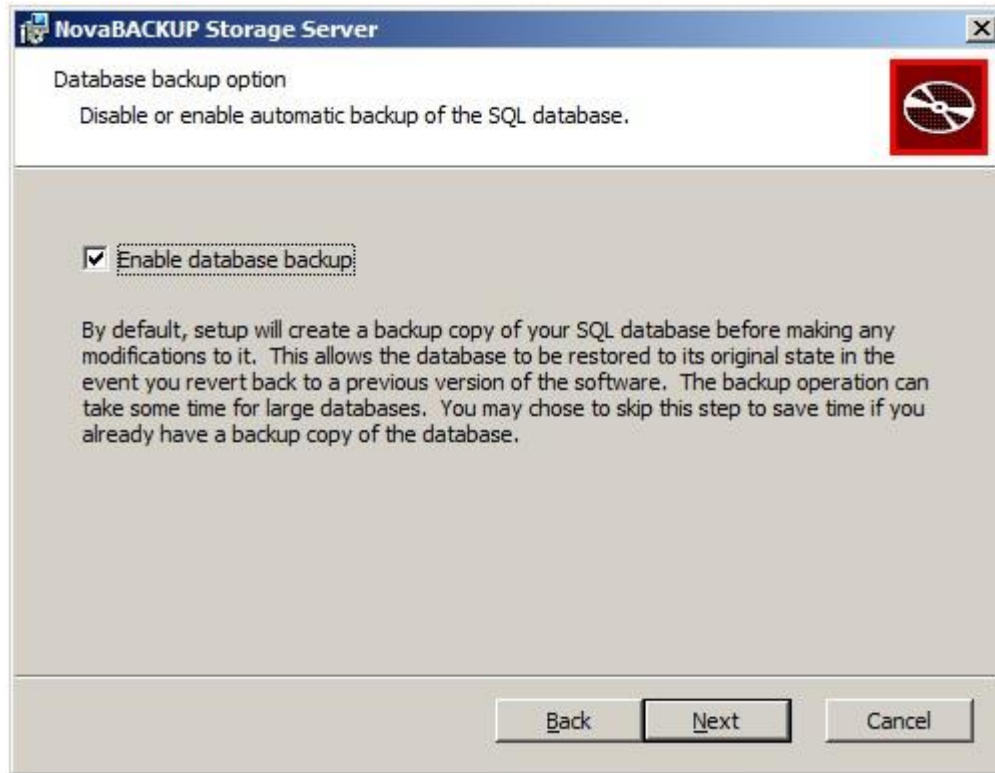 NovaBACKUP Storage Server
Database backup option
Disable or enable automatic backup of the SQL database.
Enable database backup
By default, setup will create a backup copy of your SQL database before making any
modifications to it.  This allows the database to be restored to its original state in the
event you revert back to a previous version of the software.  The backup operation can
take some time for large databases.  You may chose to skip this step to save time if you
already have a backup copy of the database.
Back
Next
Cancel